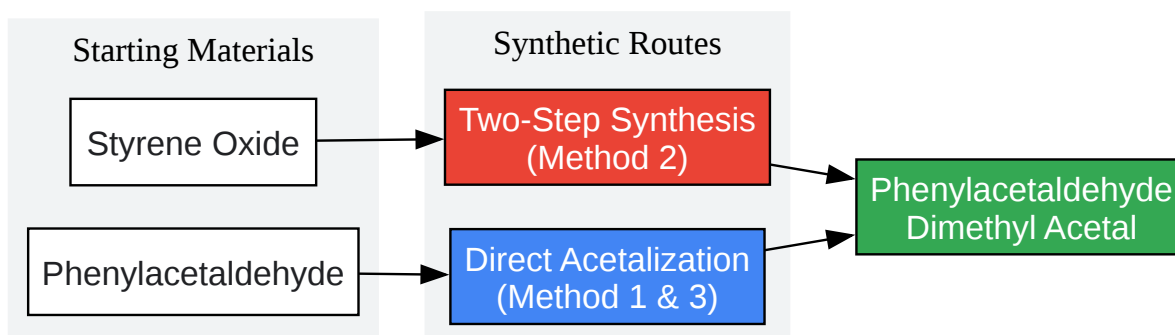 Starting Materials
Synthetic Routes
Styrene Oxide
Two-Step Synthesis
(Method 2)
Phenylacetaldehyde
Direct Acetalization
(Method 1 & 3)
Phenylacetaldehyde
Dimethyl Acetal